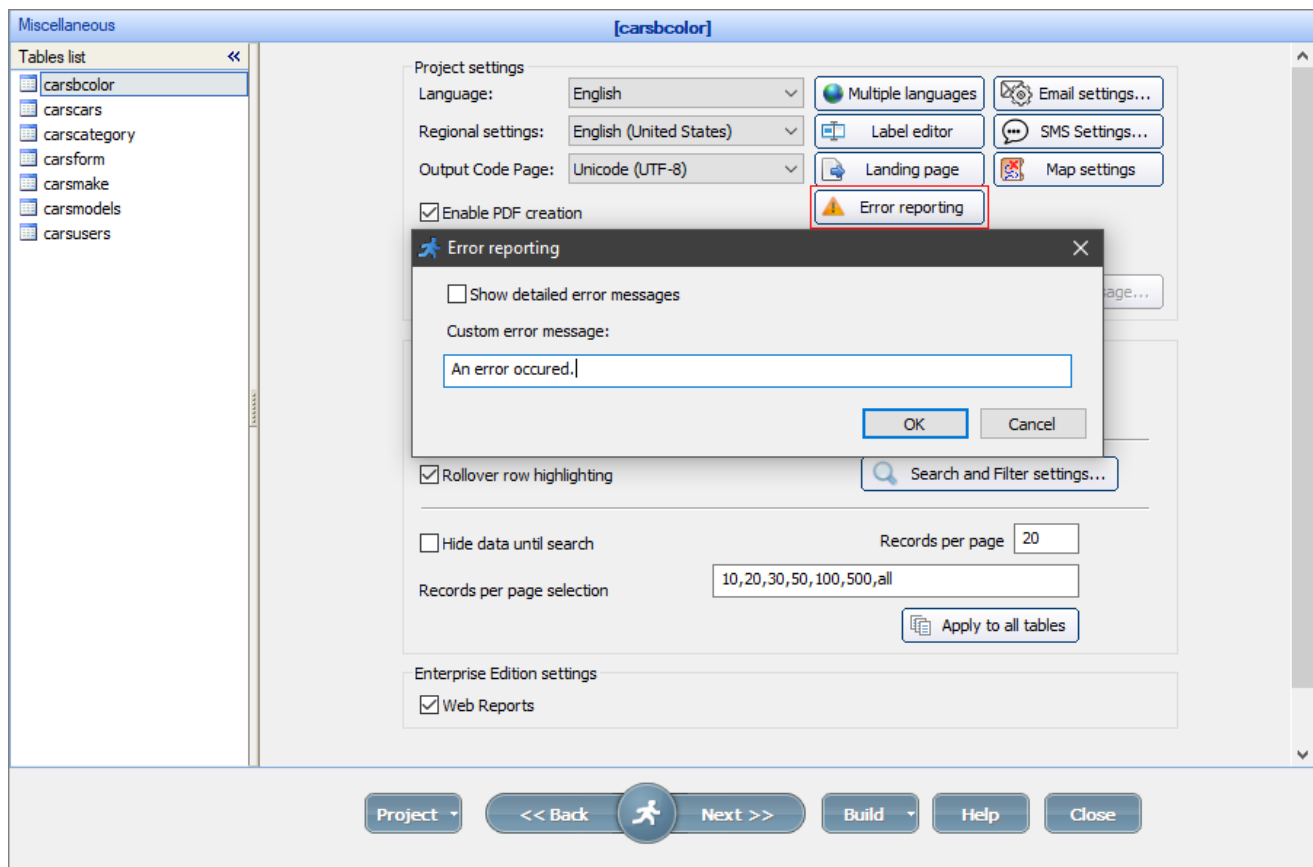 Miscellaneous
[carsbcolor]
Tables list
carsbcolor
carscars
carscategory
carsform
carsmake
carsmodels
carsusers
Project settings
Language: English Multiple languages Email settings...
Regional settings: English (United States) Label editor SMS Settings...
Output Code Page: Unicode (UTF-8) Landing page Map settings
Enable PDF creation Error reporting
Error reporting
Show detailed error messages
Custom error message:
An error occured.
OK Cancel
Rollover row highlighting Search and Filter settings...
Hide data until search Records per page 20
Records per page selection 10,20,30,50,100,500,all
Apply to all tables
Enterprise Edition settings
Web Reports
Project << Back Next >> Build Help Close